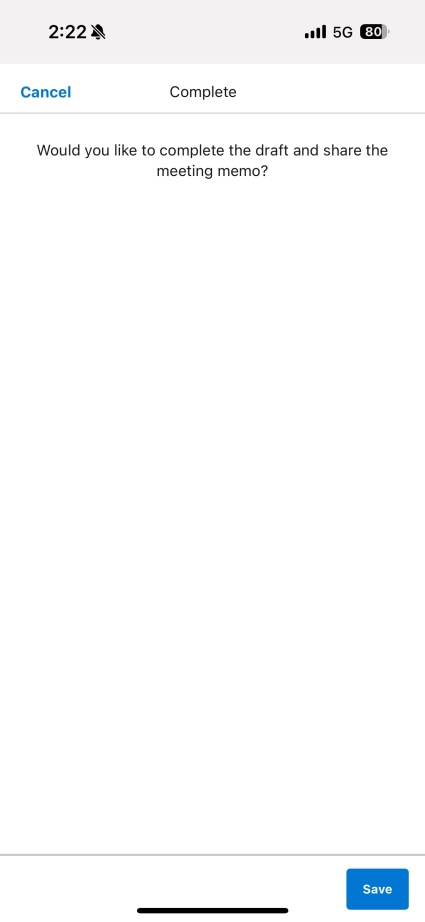 2:22 5G 80
Cancel Complete
Would you like to complete the draft and share the
meeting memo?
Save